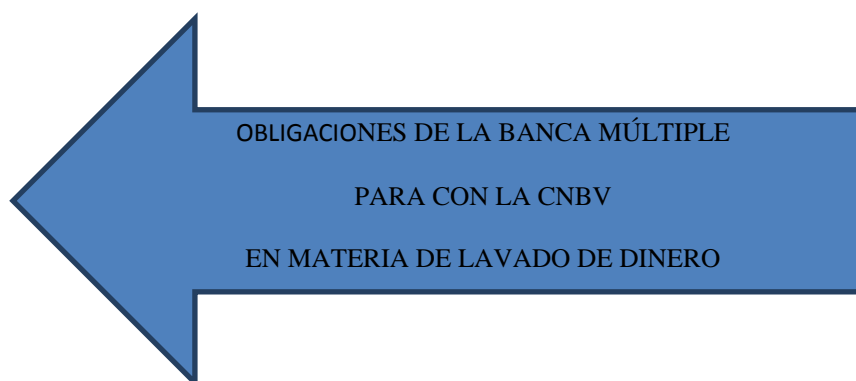 OBLIGACIONES DE LA BANCA MÚLTIPLE
PARA CON LA CNBV
EN MATERIA DE LAVADO DE DINERO